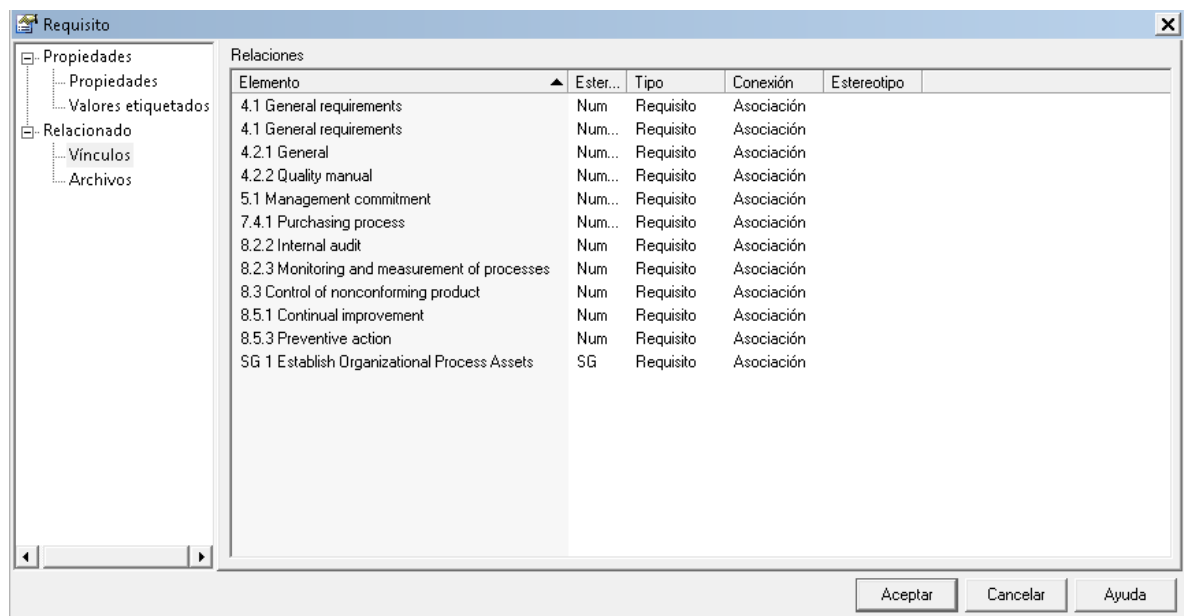 Requisito
Propiedades
Propiedades
Valores etiquetados
Relacionado
Vínculos
Archivos
Relaciones
Elemento Ester... Tipo Conexión Estereotipo
4.1 General requirements Num Requisito Asociación
4.1 General requirements Num... Requisito Asociación
4.2.1 General Num... Requisito Asociación
4.2.2 Quality manual Num... Requisito Asociación
5.1 Management commitment Num... Requisito Asociación
7.4.1 Purchasing process Num... Requisito Asociación
8.2.2 Internal audit Num Requisito Asociación
8.2.3 Monitoring and measurement of processes Num Requisito Asociación
8.3 Control of nonconforming product Num Requisito Asociación
8.5.1 Continual improvement Num Requisito Asociación
8.5.3 Preventive action Num Requisito Asociación
SG 1 Establish Organizational Process Assets SG Requisito Asociación
Aceptar Cancelar Ayuda